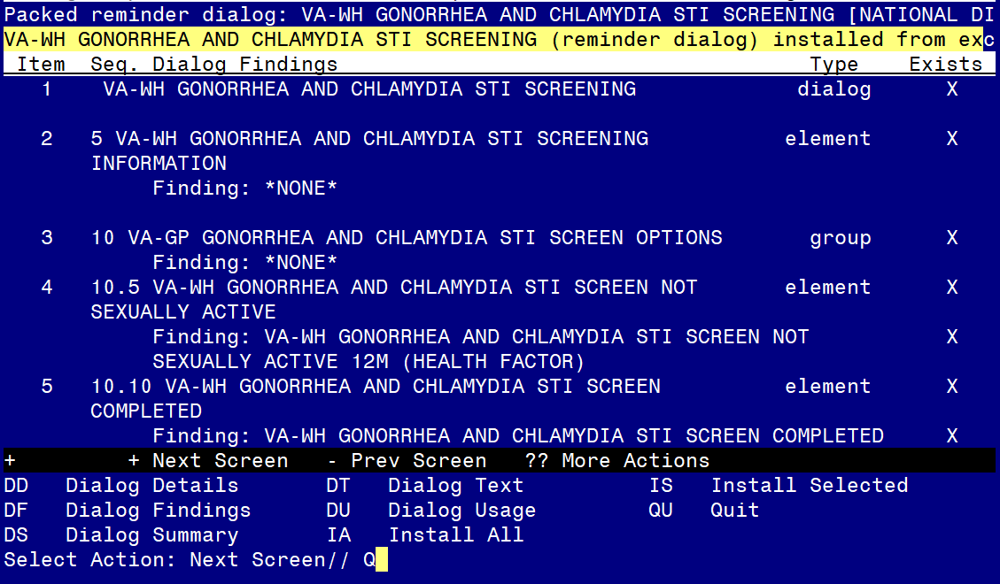 Packed reminder dialog: VA-WH GONORRHEA AND CHLAMYDIA STI SCREENING [NATIONAL DI
VA-WH GONORRHEA AND CHLAMYDIA STI SCREENING (reminder dialog) installed from exc
Item Seq. Dialog Findings Type Exists
1 VA-WH GONORRHEA AND CHLAMYDIA STI SCREENING dialog X
2 5 VA-WH GONORRHEA AND CHLAMYDIA STI SCREENING element X
INFORMATION
Finding: *NONE*
3 10 VA-GP GONORRHEA AND CHLAMYDIA STI SCREEN OPTIONS group X
Finding: *NONE*
4 10.5 VA-WH GONORRHEA AND CHLAMYDIA STI SCREEN NOT element X
SEXUALLY ACTIVE
Finding: VA-WH GONORRHEA AND CHLAMYDIA STI SCREEN NOT X
SEXUALLY ACTIVE 12M (HEALTH FACTOR)
5 10.10 VA-WH GONORRHEA AND CHLAMYDIA STI SCREEN element X
COMPLETED
Finding: VA-WH GONORRHEA AND CHLAMYDIA STI SCREEN COMPLETED X
+ + Next Screen - Prev Screen ?? More Actions
DD Dialog Details DT Dialog Text IS Install Selected
DF Dialog Findings DU Dialog Usage QU Quit
DS Dialog Summary IA Install All
Select Action: Next Screen// Q